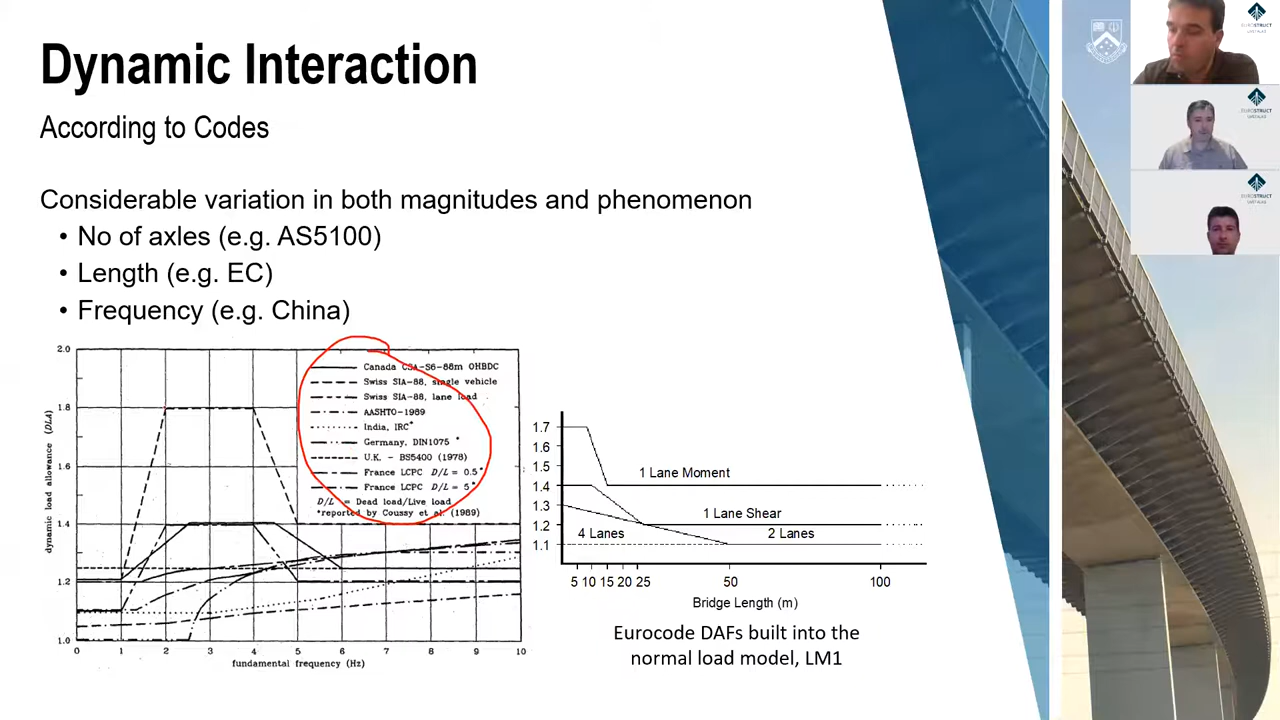 Dynamic Interaction
According to Codes
Considerable variation in both magnitudes and phenomenon
• No of axles (e.g. AS5100)
• Length (e.g. EC)
• Frequency (e.g. China)
2.0
1.8
1.6
1.4
1.2
1.0
dynamic load allowance (DLA)
Canada CSA-S6-88m OHBDC
Swiss SIA-88, single vehicle
Swiss SIA-88, lane load
AASHTO-1989
India, IRC*
Germany, DIN1075 *
U.K. - BS5400 (1978)
France LCPC D/L = 0.5*
France LCPC D/L = 5*
D/L = Dead load/Live load
*reported by Coussy et al. (1989)
0 1 2 3 4 5 6 7 8 9 10
fundamental frequency (Hz)
1.7
1.6
1.5
1.4
1.3
1.2
1.1
1 Lane Moment
1 Lane Shear
4 Lanes
2 Lanes
5 10 15 20 25 50 100
Bridge Length (m)
Eurocode DAFs built into the
normal load model, LM1
EUROSTRUCT
EUROSTRUCT
EUROSTRUCT